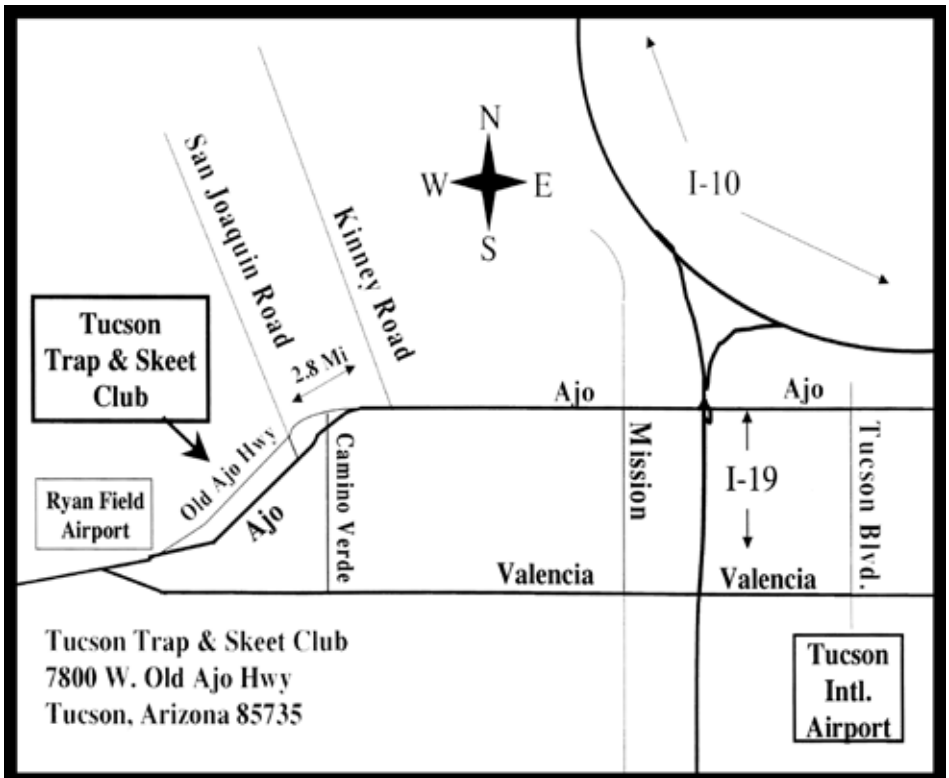 N
W E
S
I-10
San Joaquin Road
Kinney Road
Tucson
Trap & Skeet
Club
2.8 Mi
Ajo
Ajo
Old Ajo Hwy
Ajo
Camino Verde
Mission
I-19
Tucson Blvd.
Ryan Field
Airport
Valencia
Valencia
Tucson Trap & Skeet Club
7800 W. Old Ajo Hwy
Tucson, Arizona 85735
Tucson
Intl.
Airport